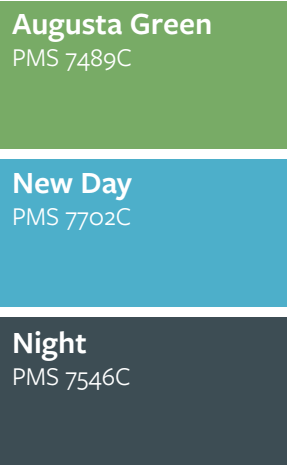 Augusta Green
PMS 7489C
New Day
PMS 7702C
Night
PMS 7546C